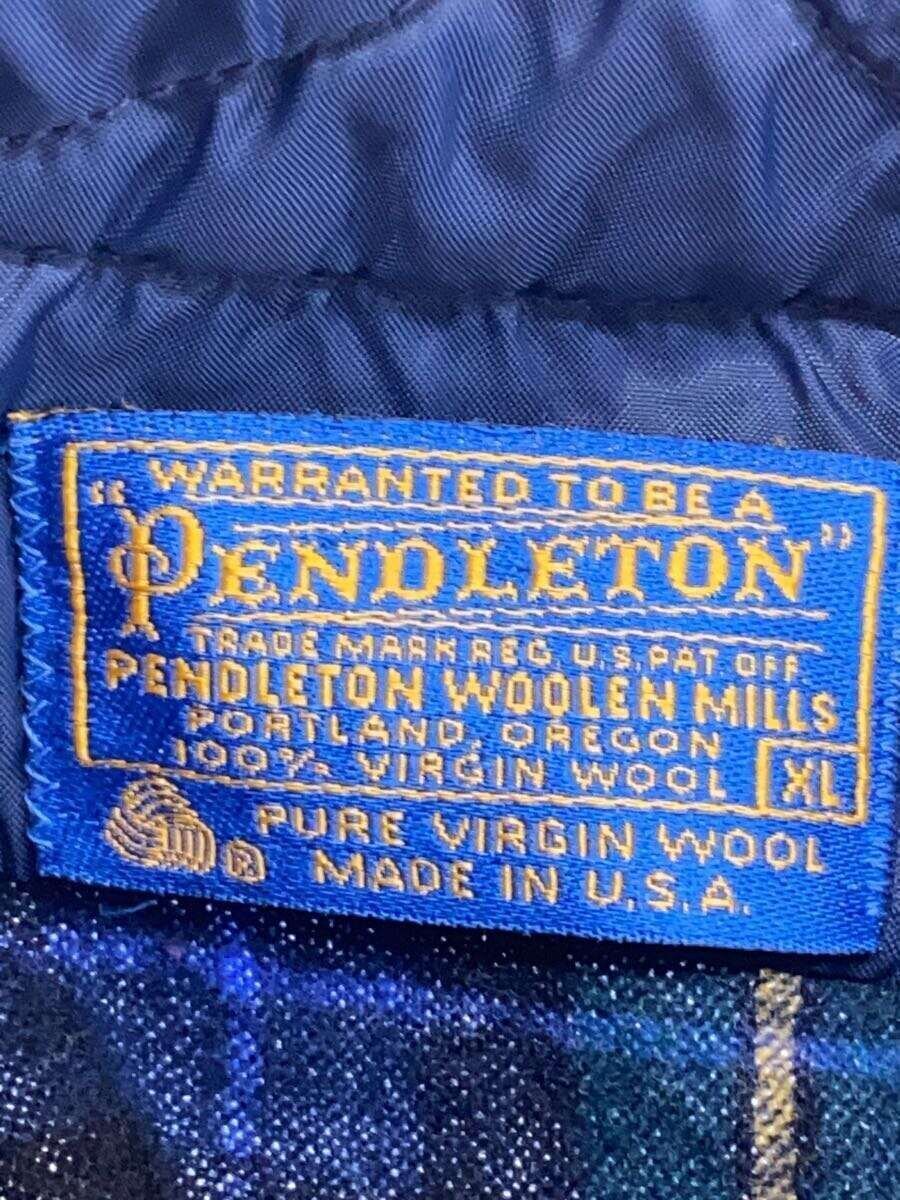 WARRANTED TO BE A
"PENDLETON"
TRADE MARK REG. U.S. PAT. OFF.
PENDLETON WOOLEN MILLS
PORTLAND, OREGON
100% VIRGIN WOOL XL
PURE VIRGIN WOOL
® MADE IN U.S.A.